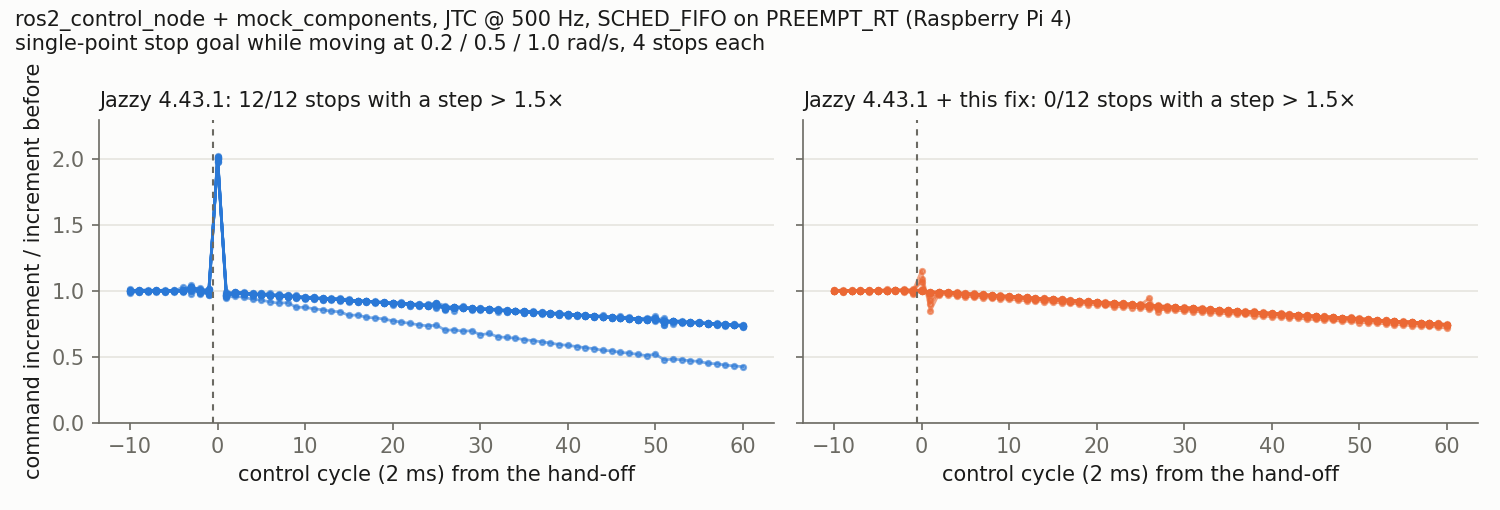 ros2_control_node + mock_components, JTC @ 500 Hz, SCHED_FIFO on PREEMPT_RT (Raspberry Pi 4)
single-point stop goal while moving at 0.2 / 0.5 / 1.0 rad/s, 4 stops each
command increment / increment before
Jazzy 4.43.1: 12/12 stops with a step > 1.5×
2.0
1.5
1.0
0.5
0.0
−10 0 10 20 30 40 50 60
control cycle (2 ms) from the hand-off
Jazzy 4.43.1 + this fix: 0/12 stops with a step > 1.5×
−10 0 10 20 30 40 50 60
control cycle (2 ms) from the hand-off